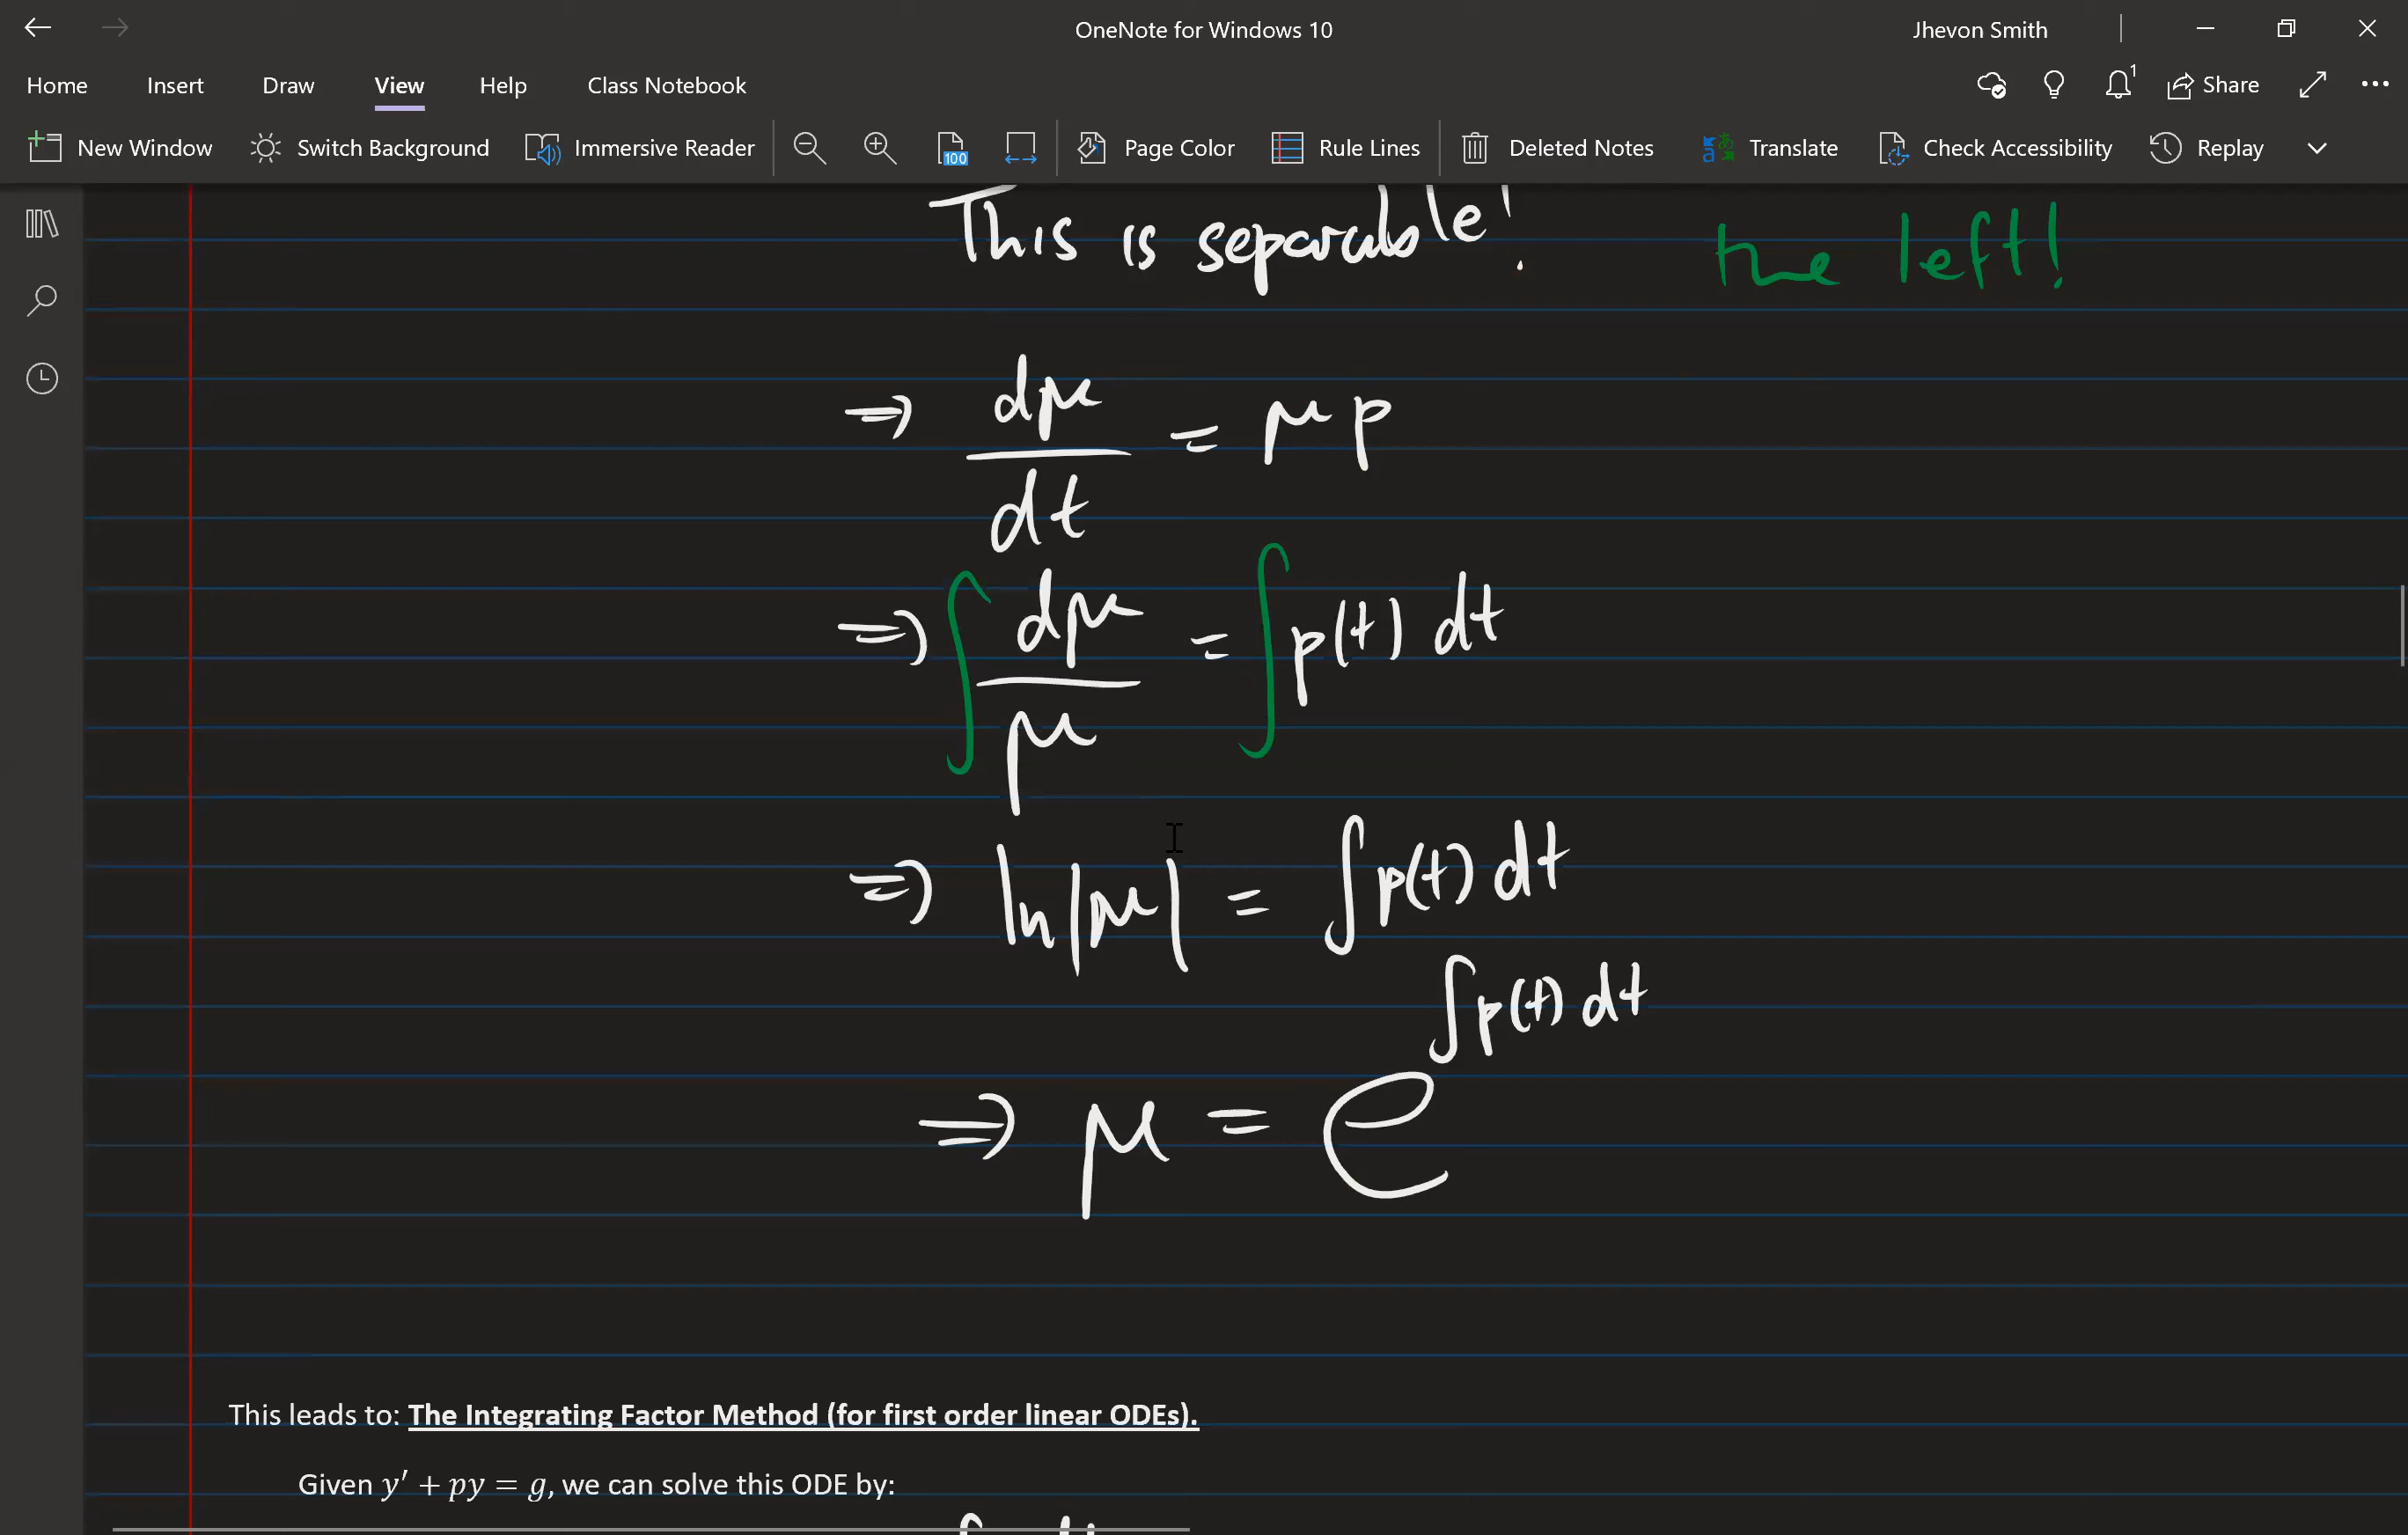 OneNote for Windows 10
Jhevon Smith
Home Insert Draw View Help Class Notebook
1 Share
New Window Switch Background Immersive Reader 100 Page Color Rule Lines Deleted Notes Translate Check Accessibility Replay
This is separable!
the left!
⇒ dμ/dt = μp
⇒ ∫ dμ/μ = ∫ p(t) dt
⇒ ln|μ| = ∫ p(t) dt
⇒ μ = e^{∫ p(t) dt}
This leads to: The Integrating Factor Method (for first order linear ODEs).
Given y′ + py = g, we can solve this ODE by: